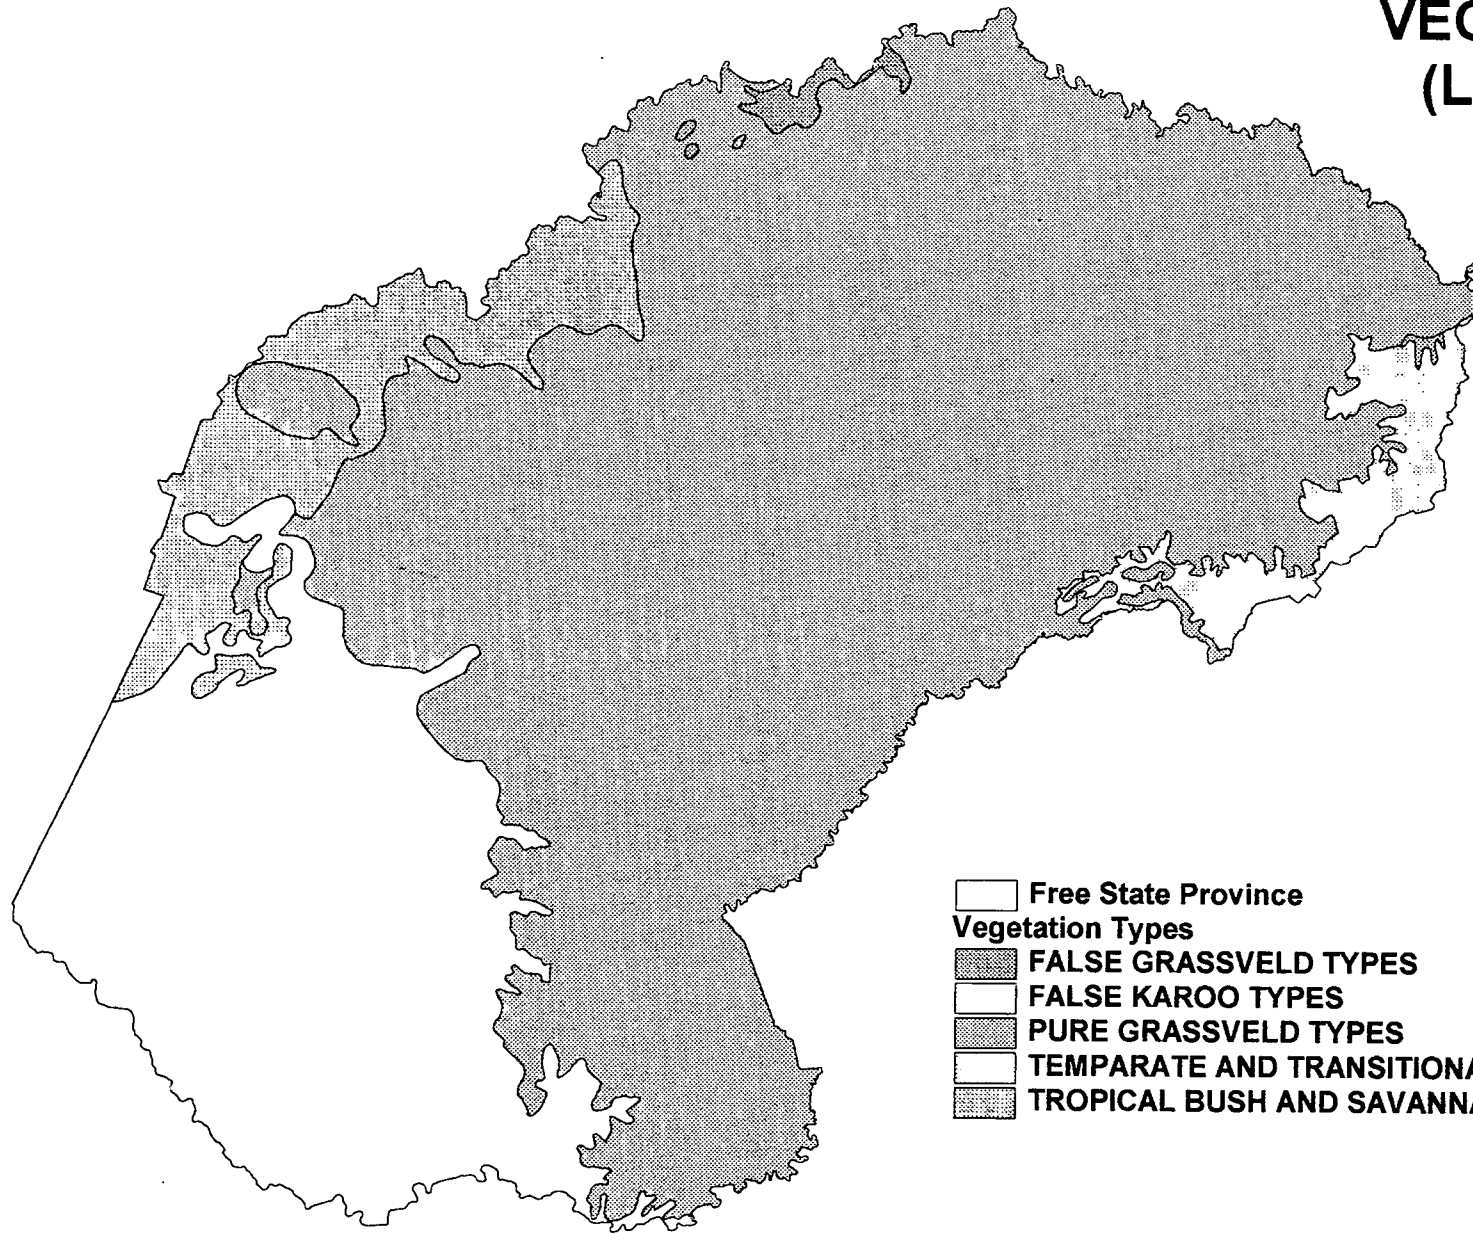 VEG
(L
Free State Province
Vegetation Types
FALSE GRASSVELD TYPES
FALSE KAROO TYPES
PURE GRASSVELD TYPES
TEMPARATE AND TRANSITIONA
TROPICAL BUSH AND SAVANNA